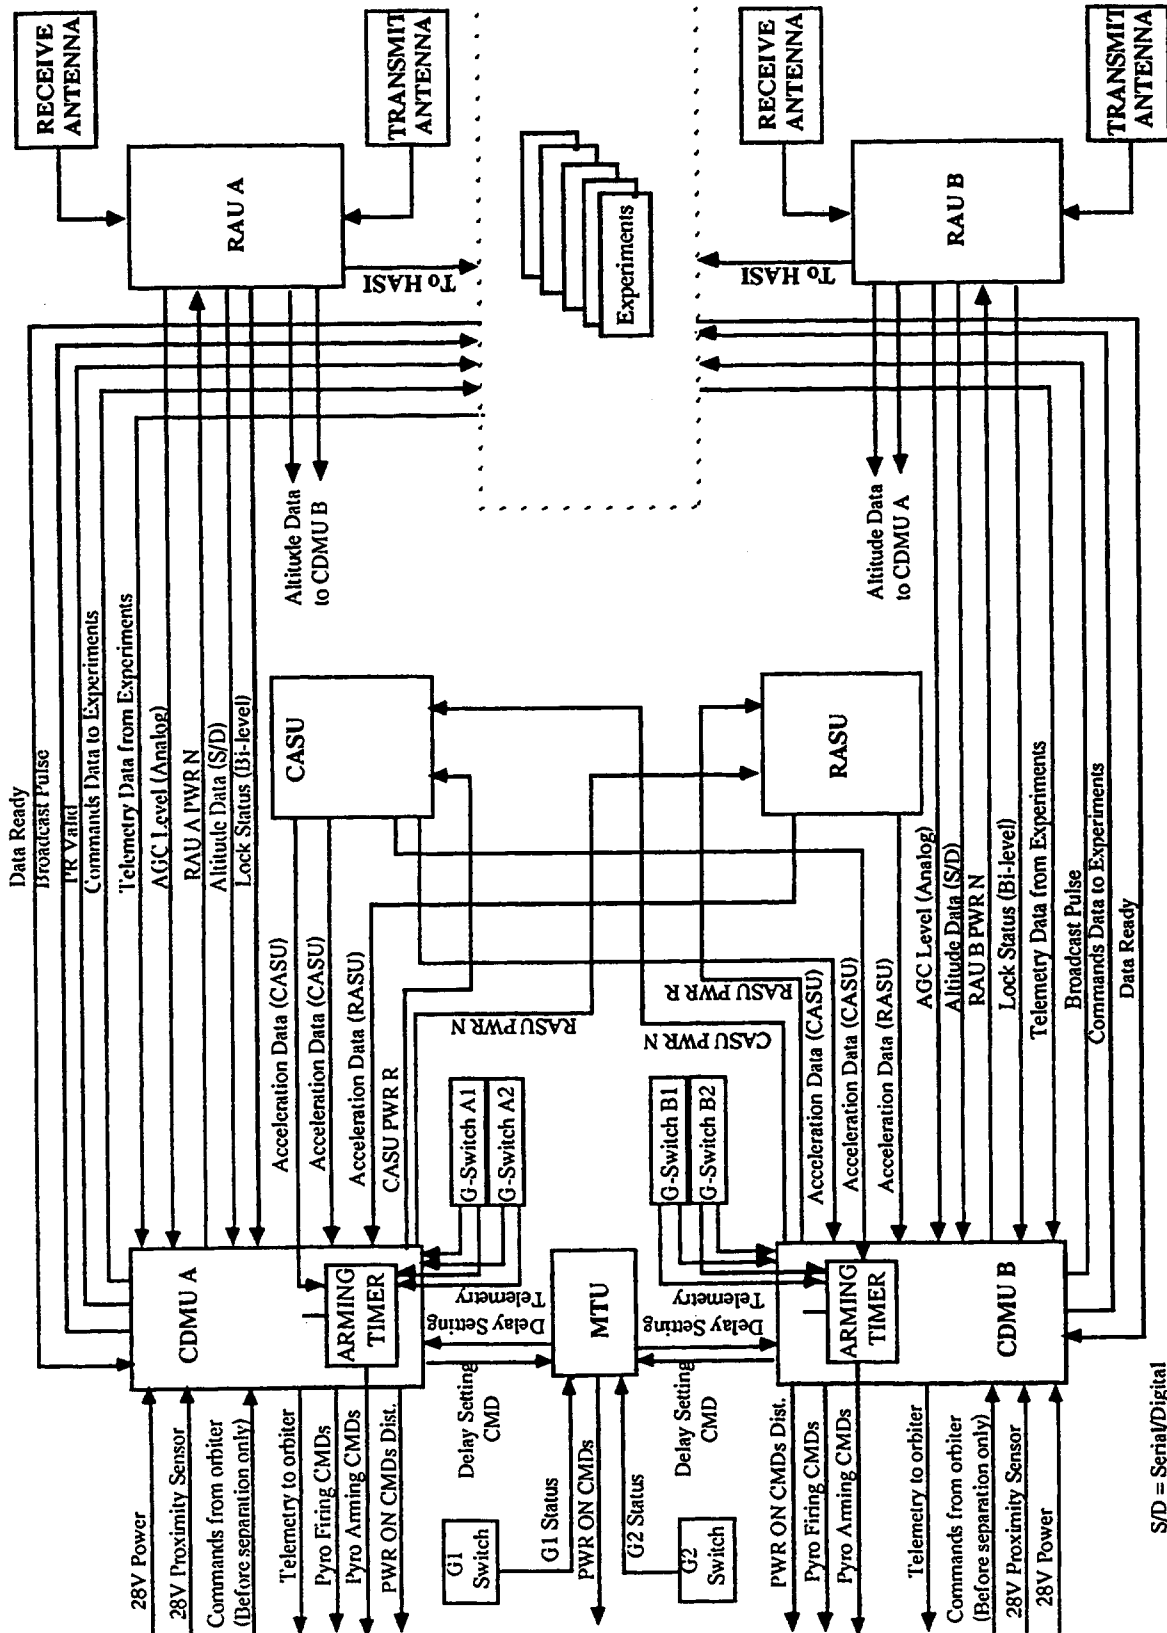 RECEIVE
ANTENNA
TRANSMIT
ANTENNA
RAU A
To HASI
Experiments
To HASI
RAU B
RECEIVE
ANTENNA
TRANSMIT
ANTENNA
Data Ready
Broadcast Pulse
PR Valid
Commands Data to Experiments
Telemetry Data from Experiments
AGC Level (Analog)
RAU A PWR N
Altitude Data (S/D)
Lock Status (Bi-level)
Altitude Data
to CDMU B
Altitude Data
to CDMU A
CASU
RASU
Acceleration Data (CASU)
Acceleration Data (CASU)
Acceleration Data (RASU)
CASU PWR R
RASU PWR N
RASU PWR R
CASU PWR N
Acceleration Data (CASU)
Acceleration Data (CASU)
Acceleration Data (RASU)
AGC Level (Analog)
Altitude Data (S/D)
RAU B PWR N
Lock Status (Bi-level)
Telemetry Data from Experiments
Broadcast Pulse
Commands Data to Experiments
Data Ready
G-Switch A1
G-Switch A2
G-Switch B1
G-Switch B2
CDMU A
ARMING
TIMER
Telemetry
Delay Setting
MTU
Telemetry
Delay Setting
ARMING
TIMER
CDMU B
28V Power
28V Proximity Sensor
Commands from orbiter
(Before separation only)
Telemetry to orbiter
Pyro Firing CMDs
Pyro Arming CMDs
PWR ON CMDs Dist.
Delay Setting
CMD
G1
Switch
G1 Status
PWR ON CMDs
G2 Status
G2
Switch
Delay Setting
CMD
PWR ON CMDs Dist.
Pyro Firing CMDs
Pyro Arming CMDs
Telemetry to orbiter
Commands from orbiter
(Before separation only)
28V Proximity Sensor
28V Power
S/D = Serial/Digital